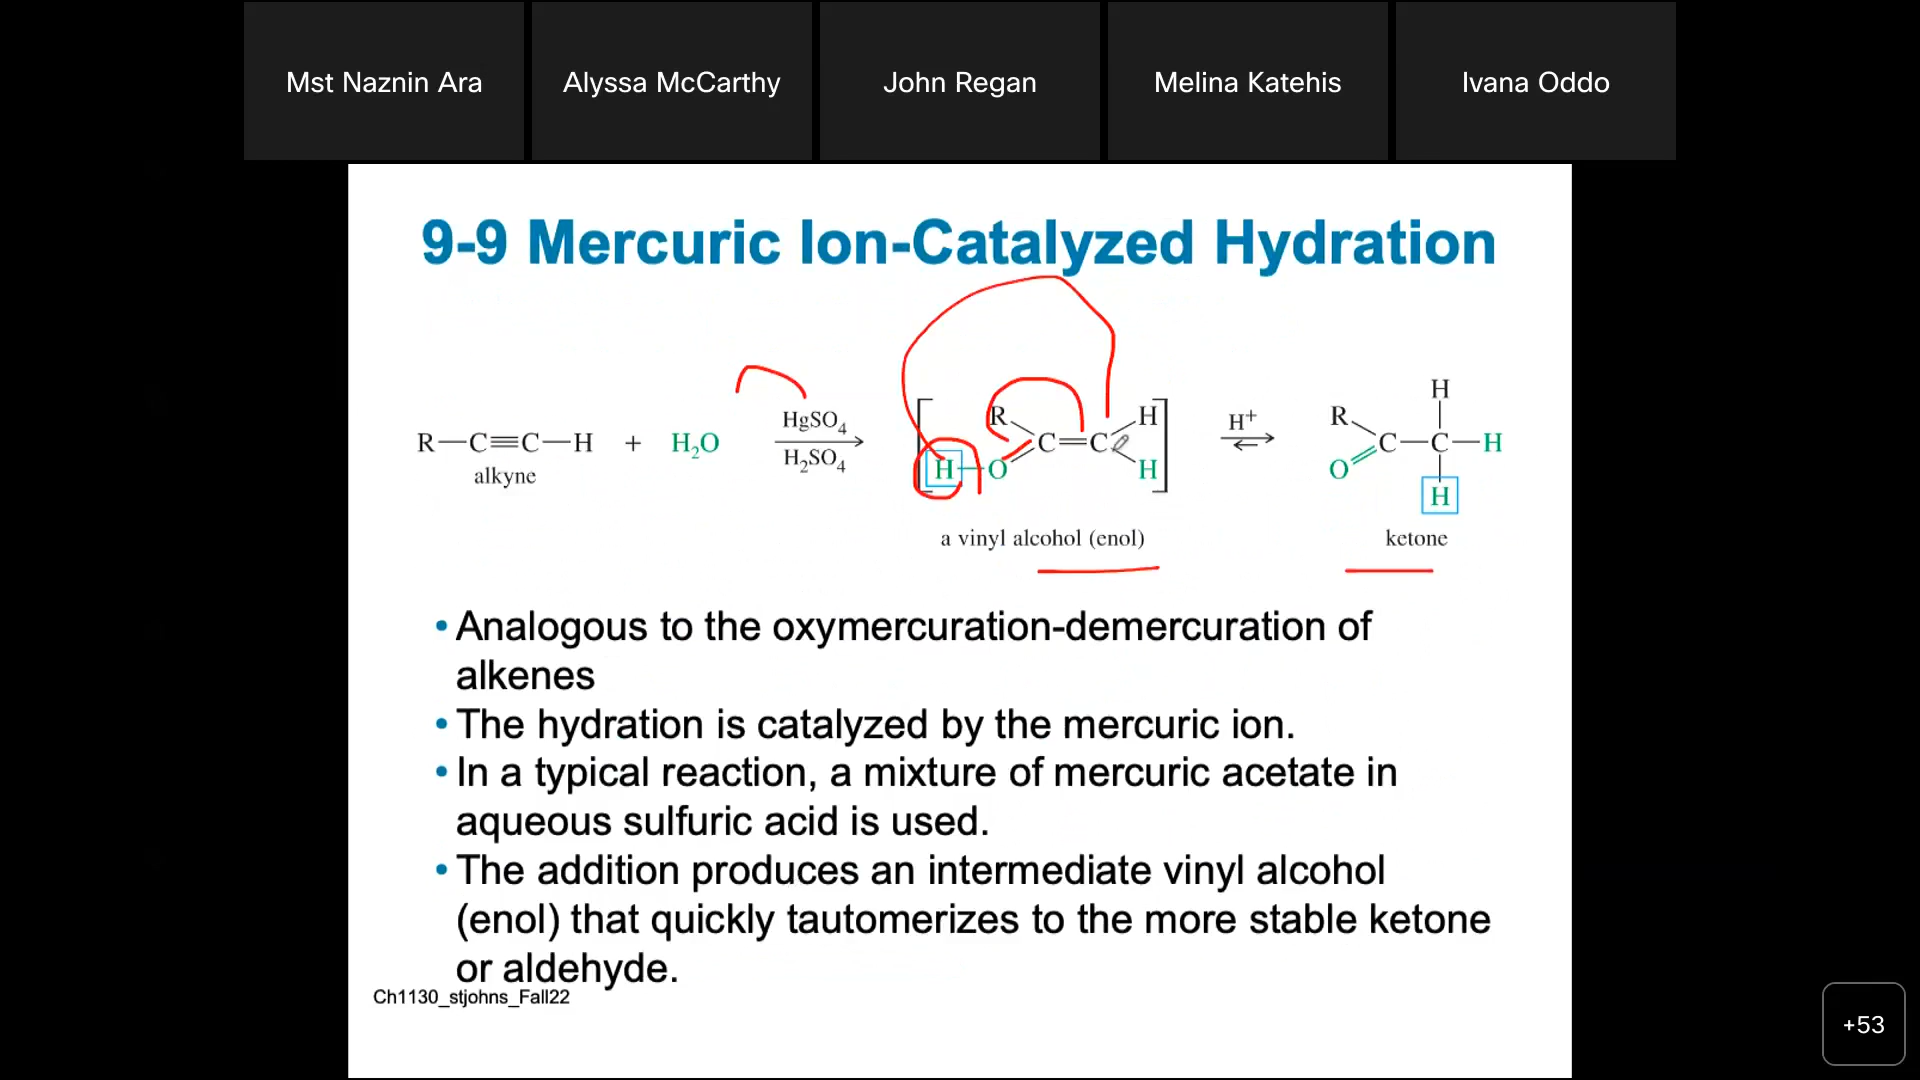 Mst Naznin Ara
Alyssa McCarthy
John Regan
Melina Katehis
Ivana Oddo
9-9 Mercuric Ion-Catalyzed Hydration
R—C≡C—H + H₂O
alkyne
HgSO₄
H₂SO₄
R H
C=C
H—O H
a vinyl alcohol (enol)
H⁺
H
R
C—C—H
O
H
ketone
• Analogous to the oxymercuration-demercuration of
alkenes
• The hydration is catalyzed by the mercuric ion.
• In a typical reaction, a mixture of mercuric acetate in
aqueous sulfuric acid is used.
• The addition produces an intermediate vinyl alcohol
(enol) that quickly tautomerizes to the more stable ketone
or aldehyde.
Ch1130_stjohns_Fall22
+53